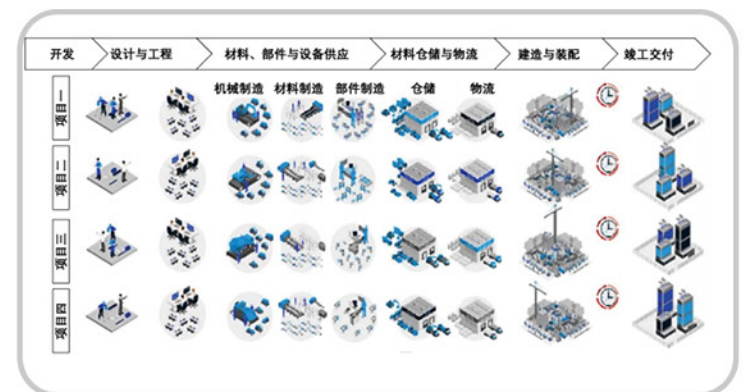 开发 设计与工程 材料、部件与设备供应 材料仓储与物流 建造与装配 竣工交付
机械制造 材料制造 部件制造 仓储 物流
项目一
项目二
项目三
项目四